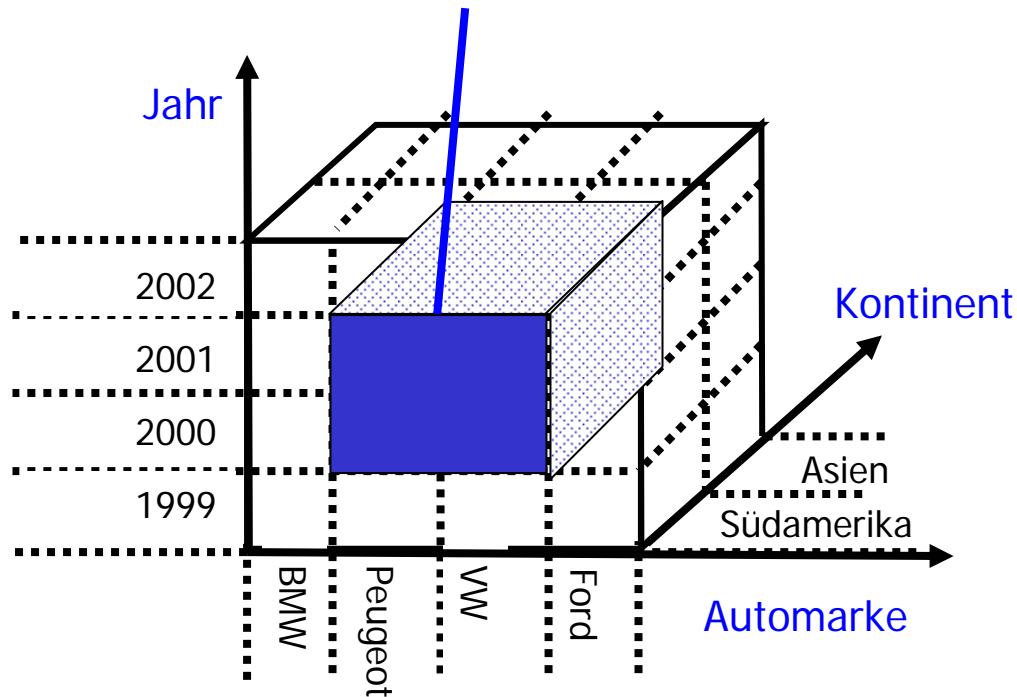 Jahr
2002
2001
2000
1999
Kontinent
Asien
Südamerika
BMW
Peugeot
VW
Ford
Automarke